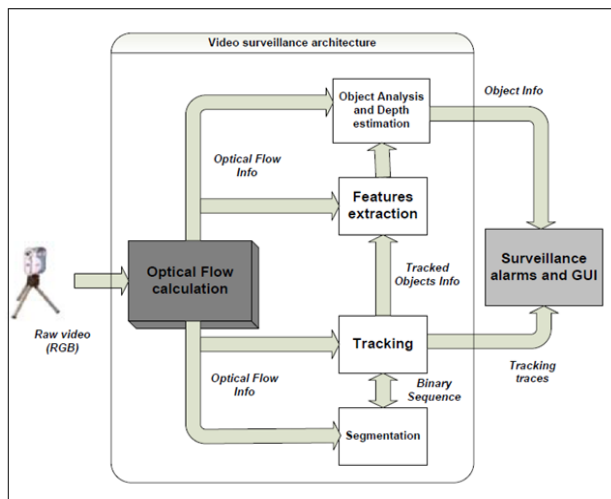 Video surveillance architecture
Object Analysis
and Depth
estimation
Object Info
Optical Flow
Info
Features
extraction
Optical Flow
calculation
Tracked
Objects Info
Surveillance
alarms and GUI
Raw video
(RGB)
Tracking
Optical Flow
Info
Binary
Sequence
Tracking
traces
Segmentation